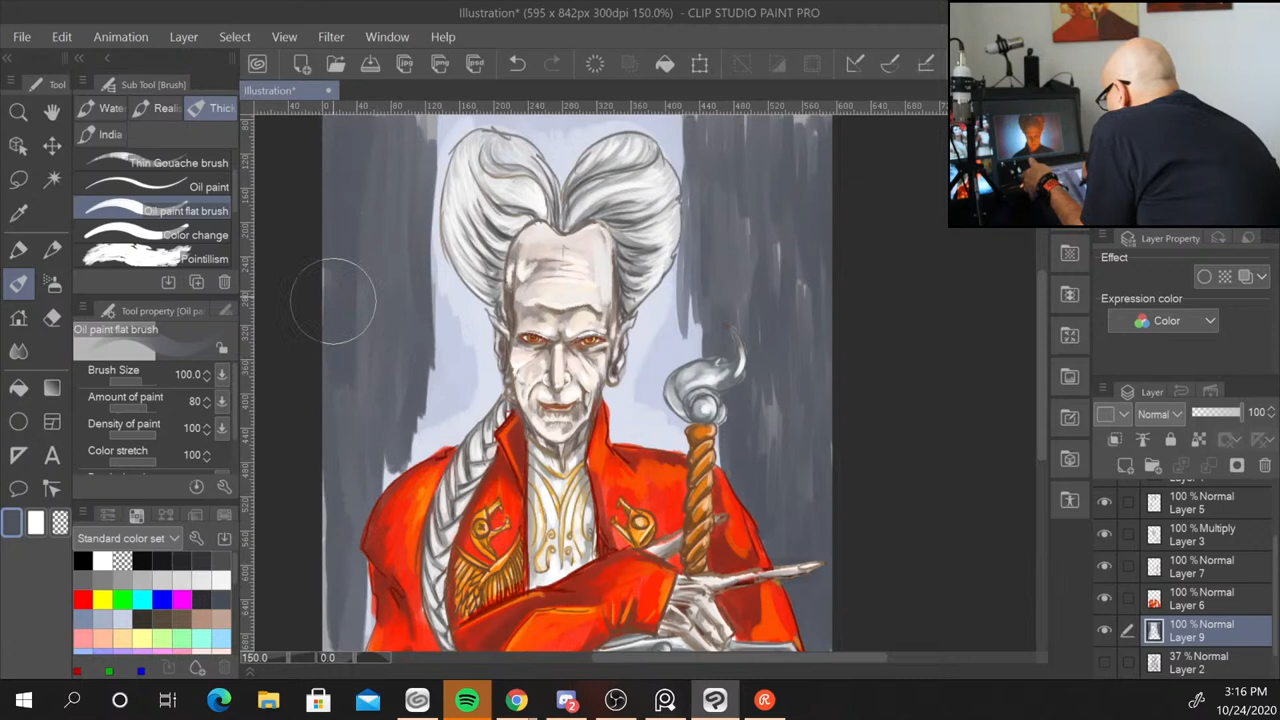 Illustration* (595 x 842px 300dpi 150.0%) - CLIP STUDIO PAINT PRO
File Edit Animation Layer Select View Filter Window Help
Tool
Sub Tool [Brush]
Illustration*
Wate Reali Thick
India
Thin Gouache brush
Oil paint
Oil paint flat brush
Color change
Pointillism
Tool property [Oil pa
Oil paint flat brush
Brush Size 100.0
Amount of paint 80
Density of paint 100
Color stretch 100
Standard color set
150.0 0.0
Layer Property
Effect
Expression color
Color
Layer
Normal 100
Layer 5
100 % Multiply
Layer 3
100 % Normal
Layer 7
100 % Normal
Layer 6
100 % Normal
Layer 9
37 % Normal
Layer 2
2
3:16 PM
10/24/2020